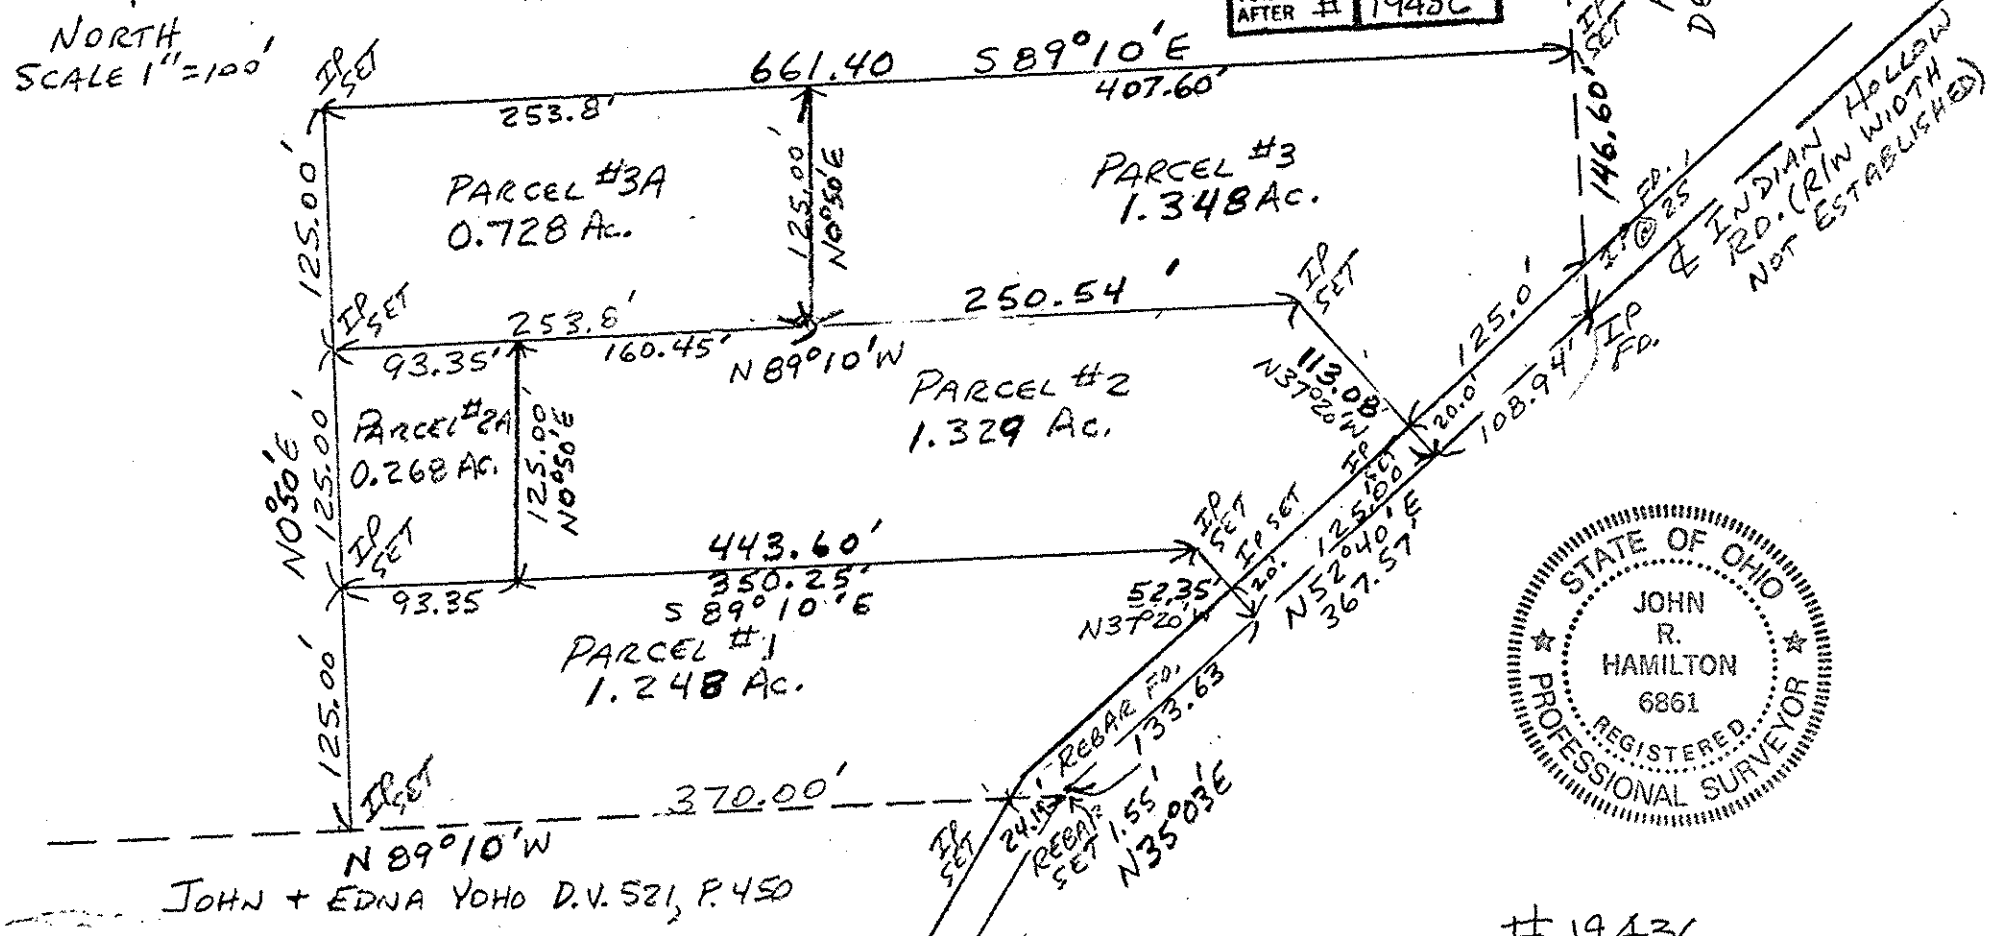 NORTH
SCALE 1"=100'
AFTER #
IP SET
661.40
S 89°10'E
IP SET
253.8'
407.60'
125.00'
PARCEL #3A
0.728 Ac.
125.00'
N0°50'E
PARCEL #3
1.348 Ac.
146.60'
IP FD.
@ 25'
₵ INDIAN HOLLOW
RD. (R/W WIDTH
NOT ESTABLISHED)
IP SET
253.8'
93.35'
160.45'
N 89°10'W
250.54'
IP SET
125.0'
IP FD.
N0°50'E
125.00'
PARCEL #2A
0.268 Ac.
125.00'
N0°50'E
PARCEL #2
1.329 Ac.
113.08'
N37°20'W
20.0'
108.94'
IP SET
IP SET
443.60'
350.25'
S 89°10'E
93.35
IP SET
52.35'
N37°20'W
IP SET
20.'
125.00
N52°40'E
367.57'
125.00'
PARCEL #1
1.248 Ac.
REBAR FD.
133.63
IP SET
370.00'
N 89°10'W
IP SET
REBAR
SET 1.55'
N35°03'E
JOHN + EDNA YOHO D.V. 521, P. 450
STATE OF OHIO
JOHN
R.
HAMILTON
6861
REGISTERED
PROFESSIONAL SURVEYOR